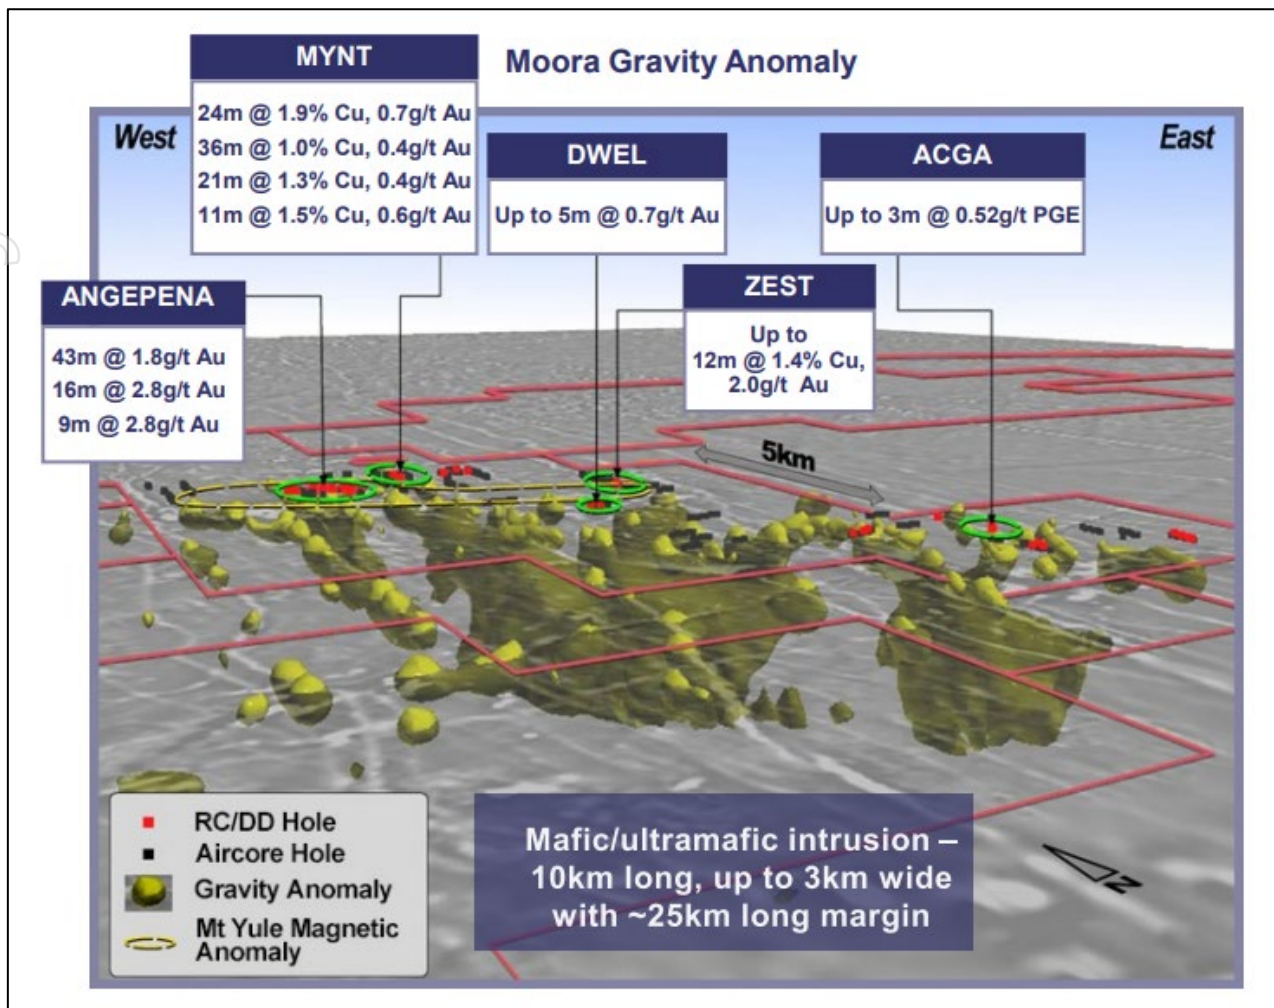 MYNT
24m @ 1.9% Cu, 0.7g/t Au
36m @ 1.0% Cu, 0.4g/t Au
21m @ 1.3% Cu, 0.4g/t Au
11m @ 1.5% Cu, 0.6g/t Au
Moora Gravity Anomaly
West
East
DWEL
Up to 5m @ 0.7g/t Au
ACGA
Up to 3m @ 0.52g/t PGE
ANGEPENA
43m @ 1.8g/t Au
16m @ 2.8g/t Au
9m @ 2.8g/t Au
ZEST
Up to
12m @ 1.4% Cu,
2.0g/t Au
5km
RC/DD Hole
Aircore Hole
Gravity Anomaly
Mt Yule Magnetic
Anomaly
Mafic/ultramafic intrusion –
10km long, up to 3km wide
with ~25km long margin
N